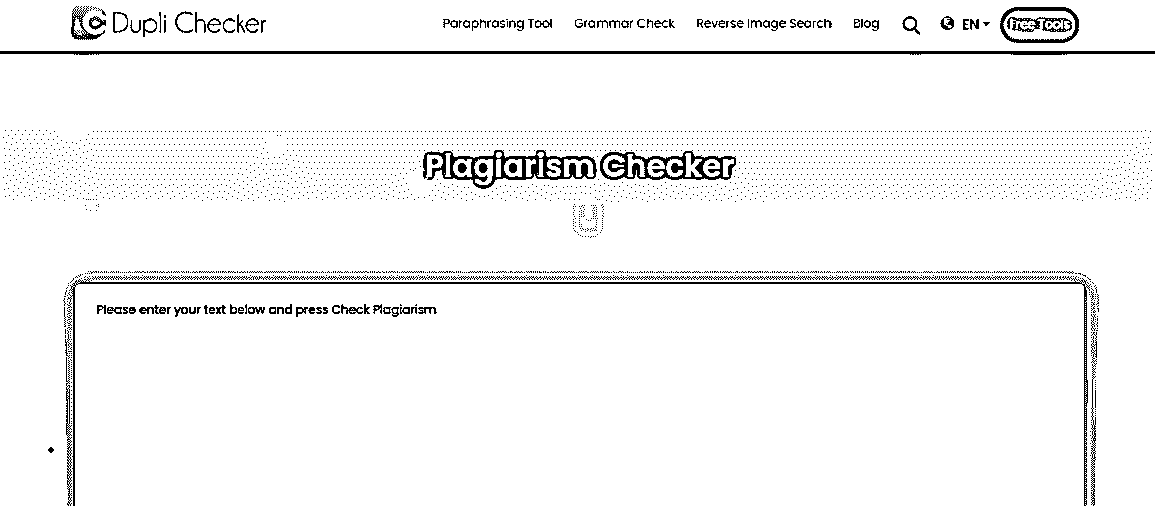 Dupli Checker
Paraphrasing Tool Grammar Check Reverse Image Search Blog EN Free Tools
Plagiarism Checker
Please enter your text below and press Check Plagiarism